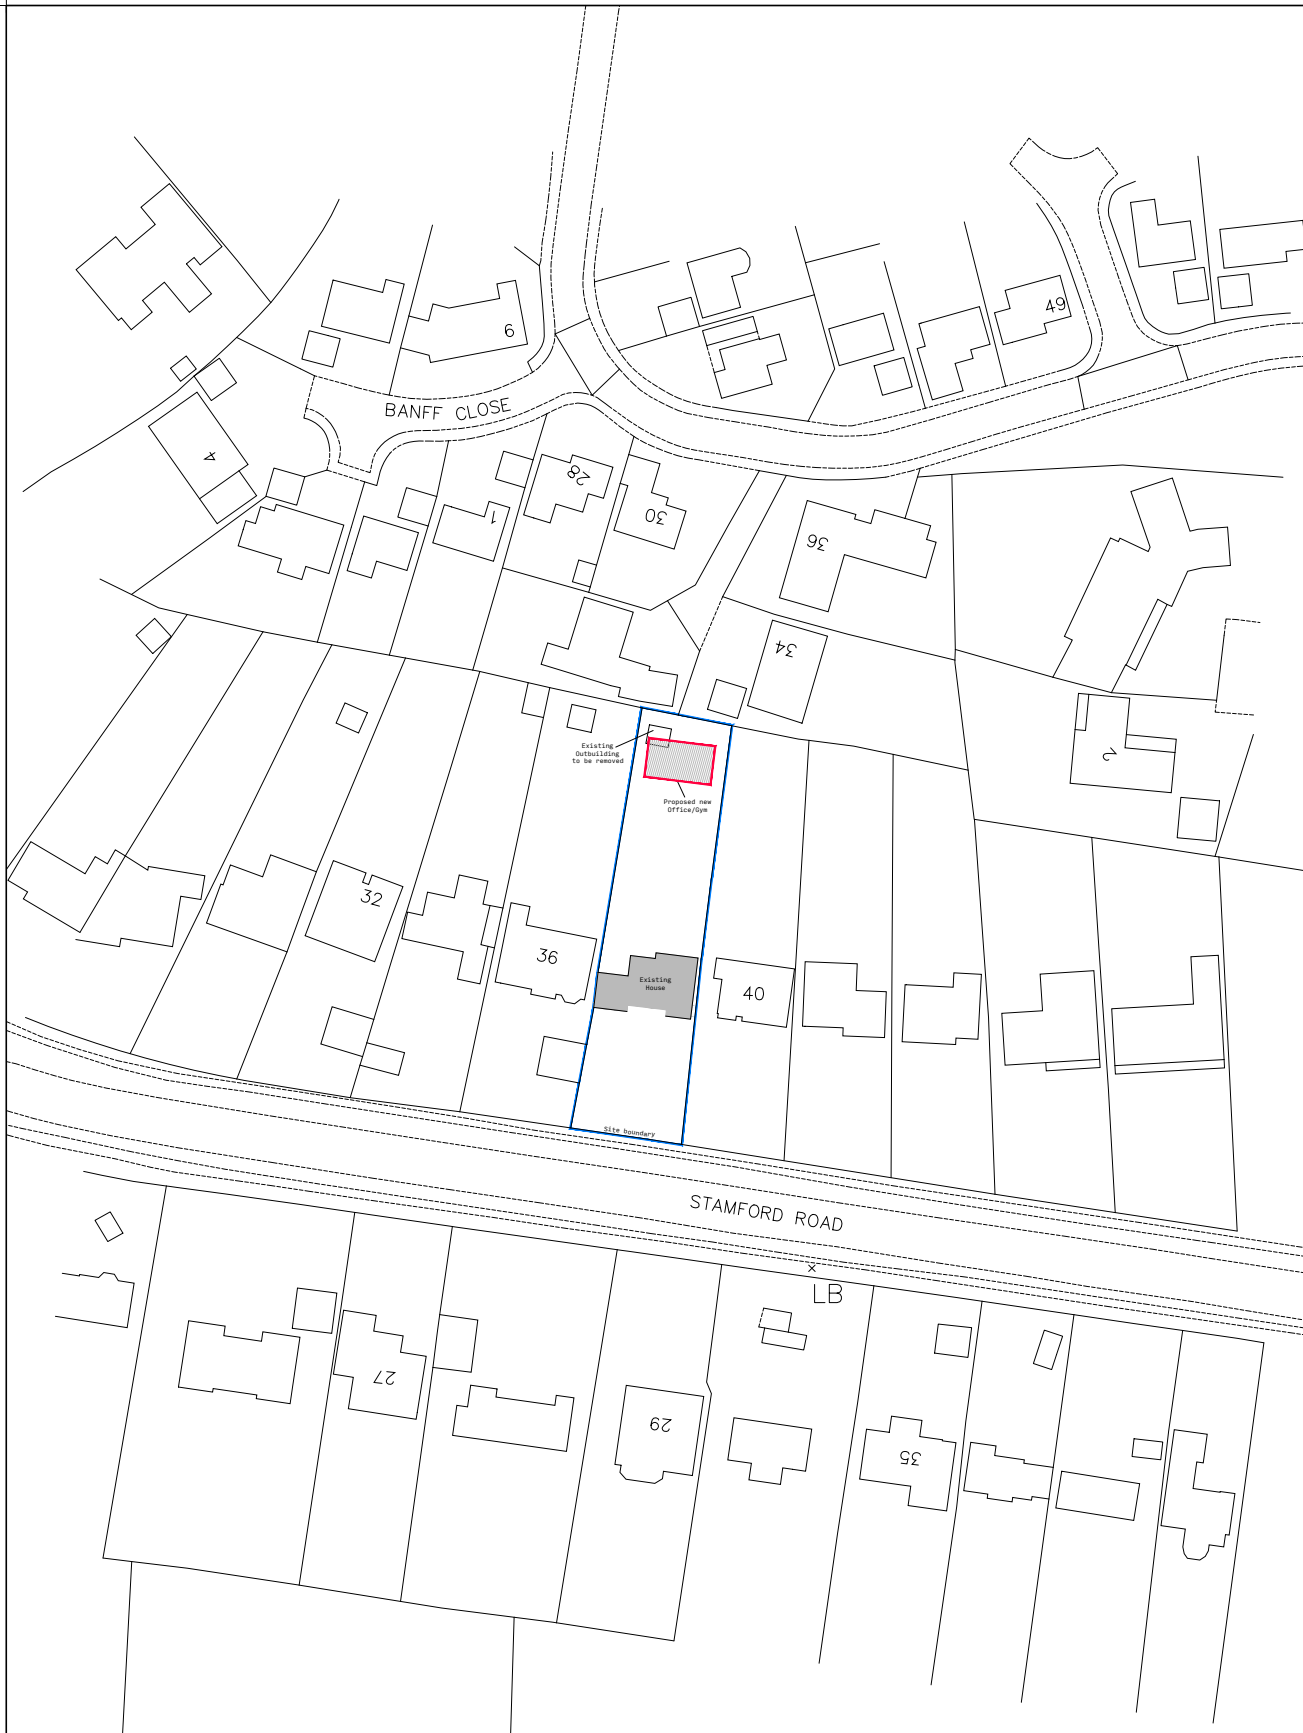 49
6
BANFF CLOSE
4
28
1
30
36
34
Existing
Outbuilding
to be removed
2
Proposed new
Office/Gym
32
36
Existing
House
40
Site boundary
STAMFORD ROAD
LB
27
29
35